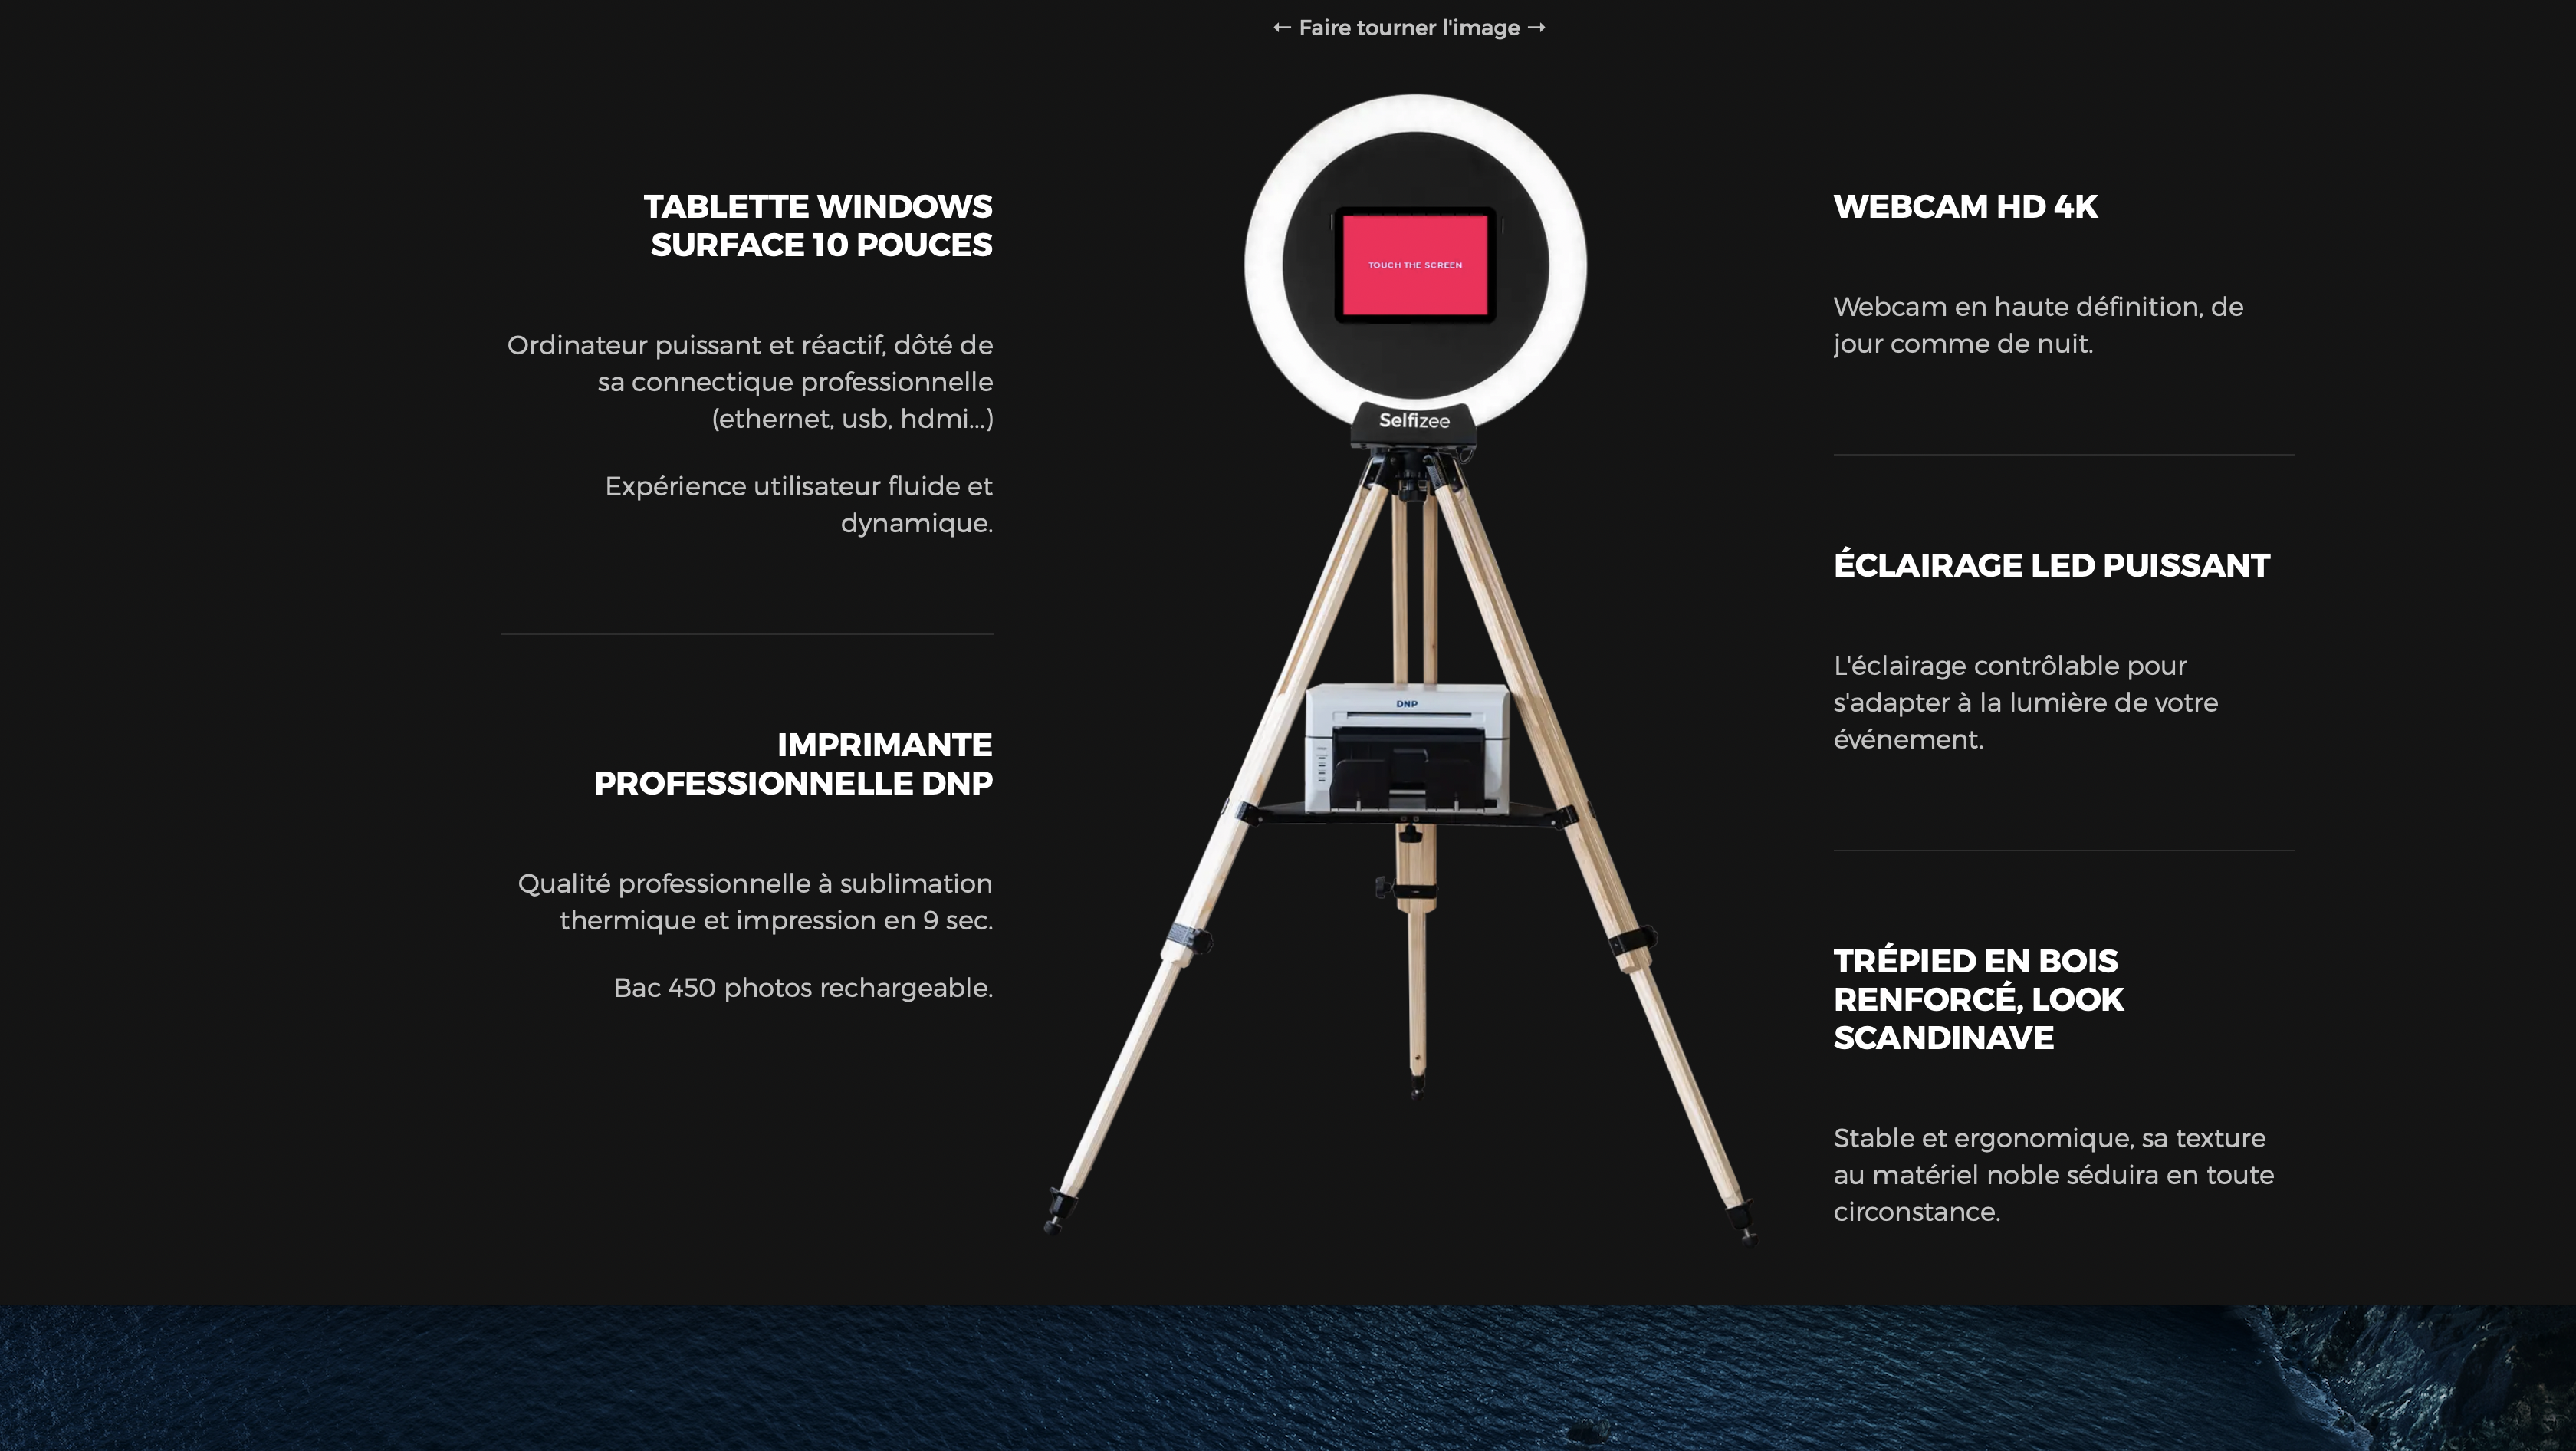 ← Faire tourner l'image →
TABLETTE WINDOWS
SURFACE 10 POUCES
Ordinateur puissant et réactif, dôté de
sa connectique professionnelle
(ethernet, usb, hdmi...)
Expérience utilisateur fluide et
dynamique.
IMPRIMANTE
PROFESSIONNELLE DNP
Qualité professionnelle à sublimation
thermique et impression en 9 sec.
Bac 450 photos rechargeable.
TOUCH THE SCREEN
Selfizee
DNP
WEBCAM HD 4K
Webcam en haute définition, de
jour comme de nuit.
ÉCLAIRAGE LED PUISSANT
L'éclairage contrôlable pour
s'adapter à la lumière de votre
événement.
TRÉPIED EN BOIS
RENFORCÉ, LOOK
SCANDINAVE
Stable et ergonomique, sa texture
au matériel noble séduira en toute
circonstance.